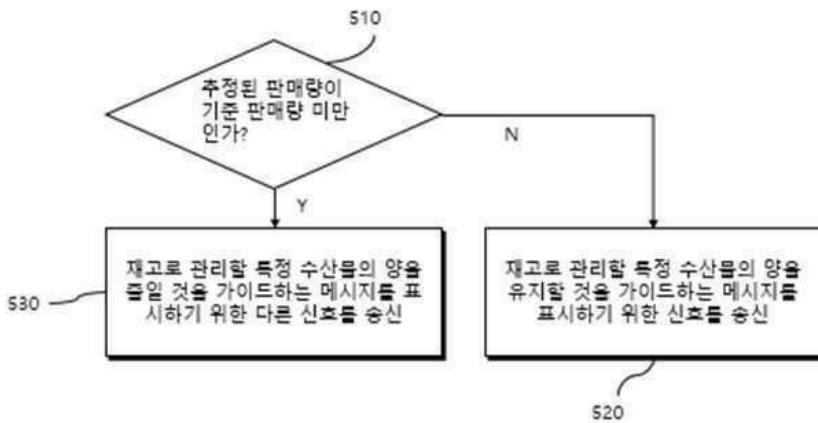 510
추정된 판매량이
기준 판매량 미만
인가?
N
Y
재고로 관리할 특정 수산물의 양을
줄일 것을 가이드하는 메시지를 표
시하기 위한 다른 신호를 송신
530
재고로 관리할 특정 수산물의 양을
유지할 것을 가이드하는 메시지를
표시하기 위한 신호를 송신
520